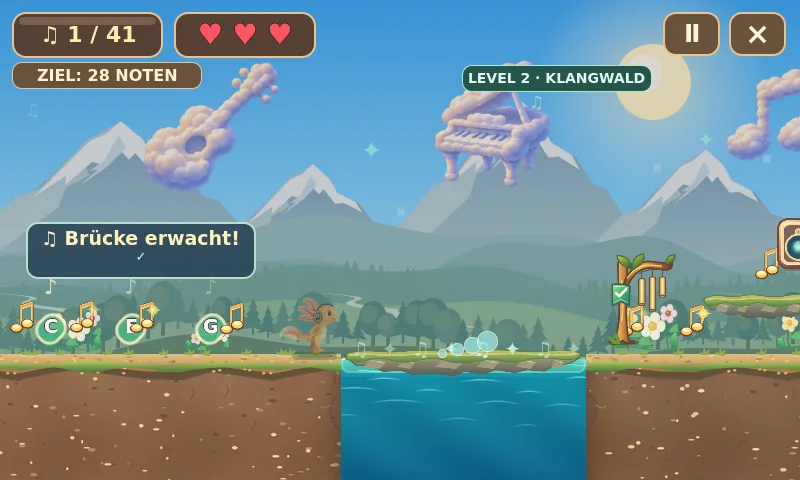 ♫ 1 / 41
ZIEL: 28 NOTEN
LEVEL 2 · KLANGWALD
♫ Brücke erwacht!
✓
C
E
G